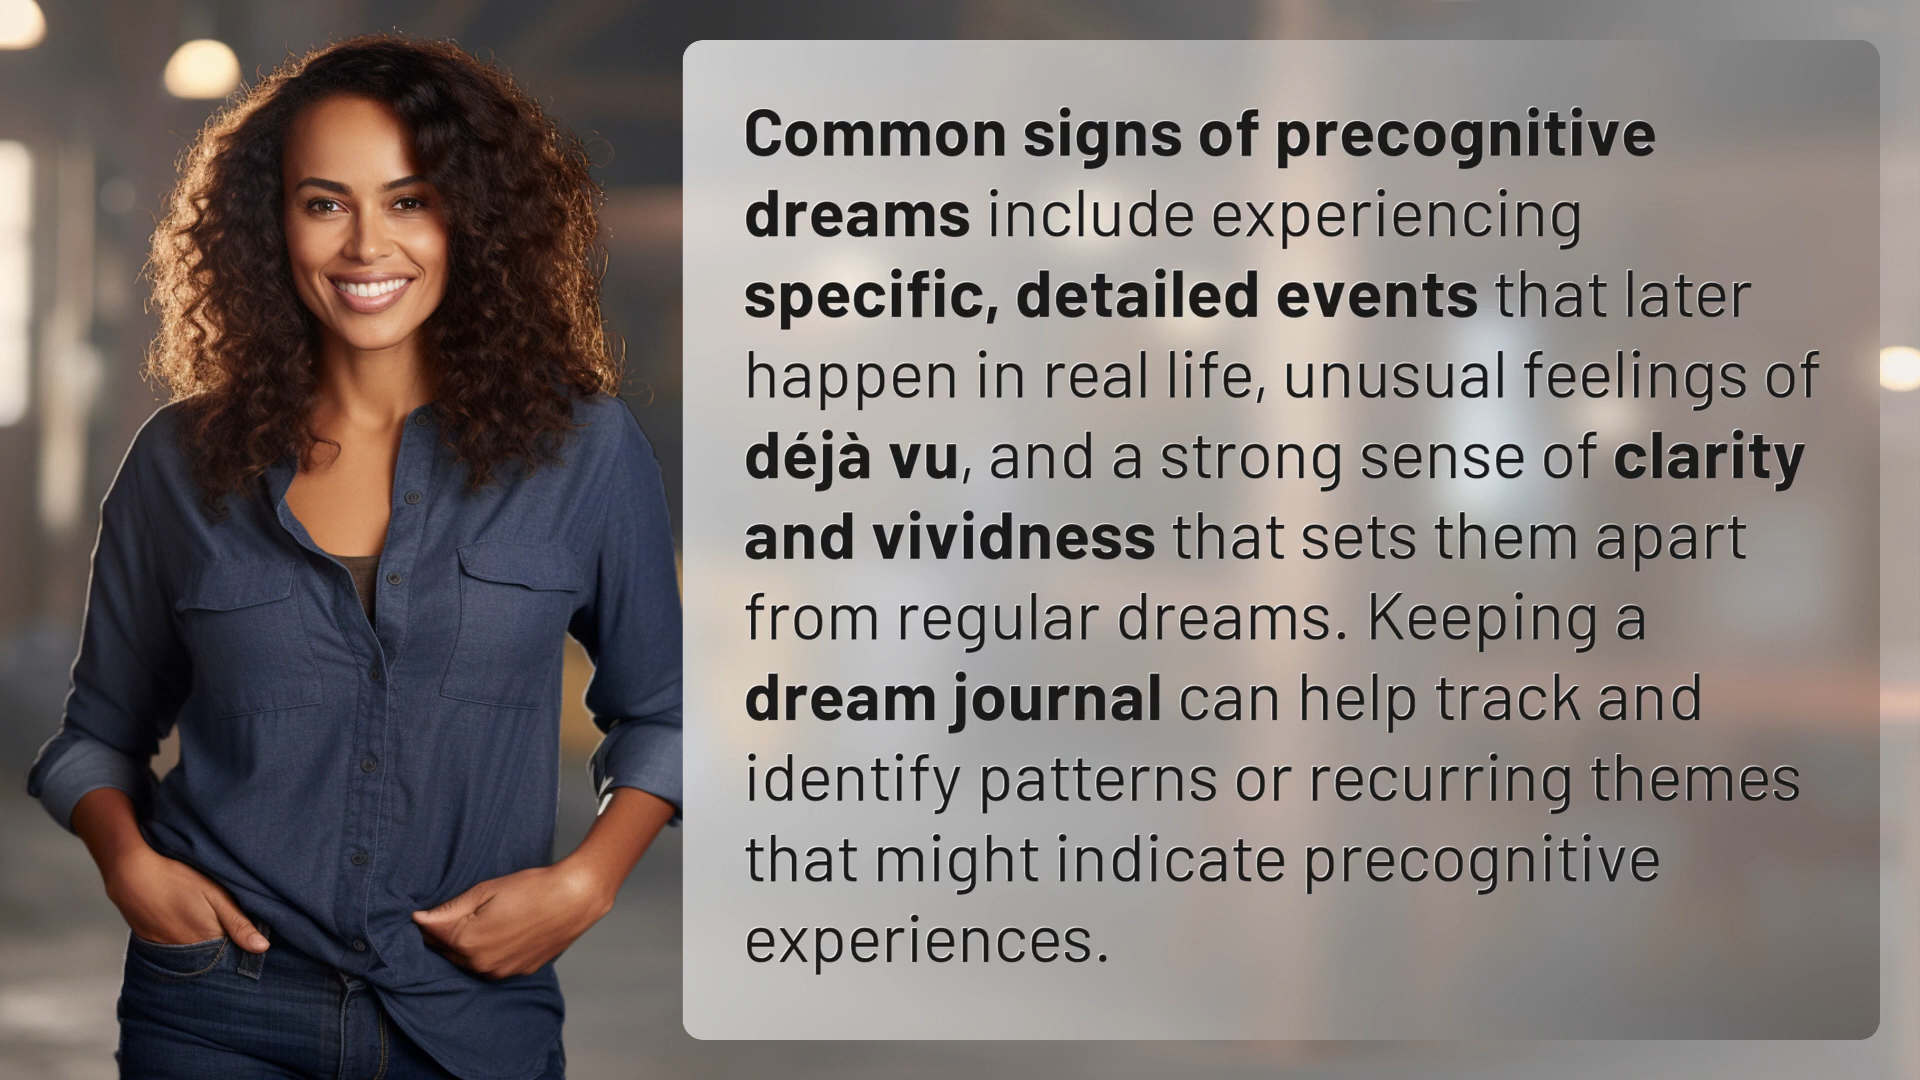 Common signs of precognitive
dreams include experiencing
specific, detailed events that later
happen in real life, unusual feelings of
déjà vu, and a strong sense of clarity
and vividness that sets them apart
from regular dreams. Keeping a
dream journal can help track and
identify patterns or recurring themes
that might indicate precognitive
experiences.